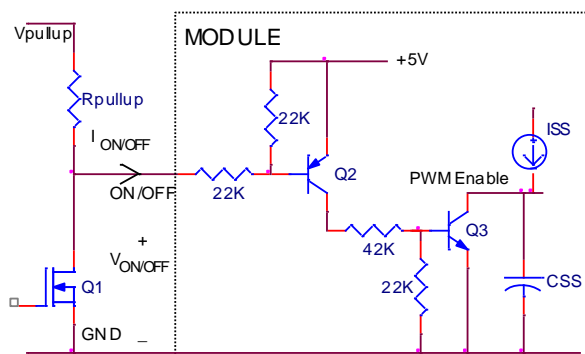 Vpullup
MODULE
+5V
Rpullup
22K
I ON/OFF
ISS
22K
Q2
PWM Enable
ON/OFF
+
42K
Q3
V ON/OFF
22K
CSS
Q1
GND _